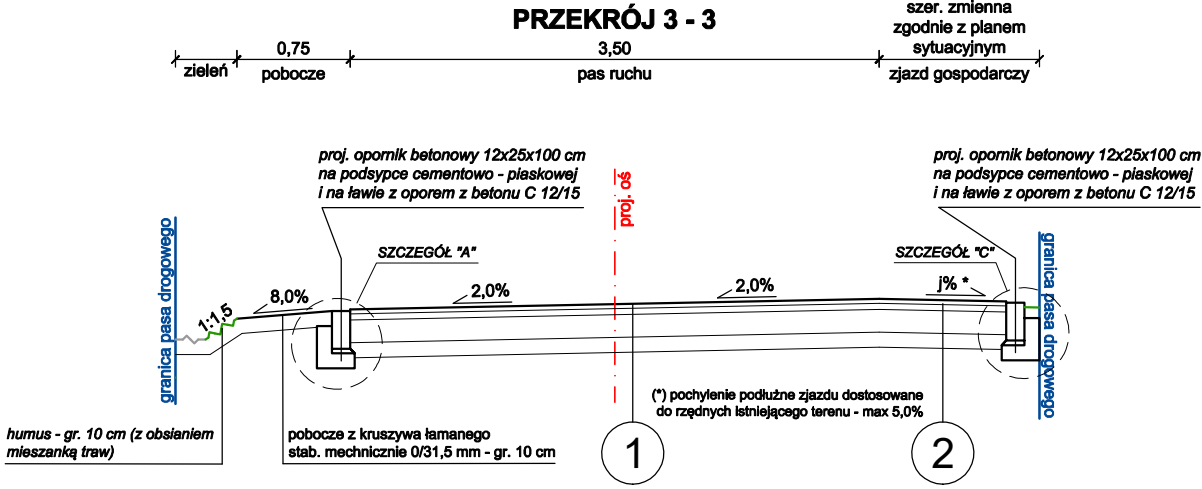 PRZEKRÓJ 3 - 3
szer. zmienna
zgodnie z planem
sytuacyjnym
0,75
3,50
zieleń
pobocze
pas ruchu
zjazd gospodarczy
proj. opornik betonowy 12x25x100 cm
na podsypce cementowo - piaskowej
i na ławie z oporem z betonu C 12/15
proj. opornik betonowy 12x25x100 cm
na podsypce cementowo - piaskowej
i na ławie z oporem z betonu C 12/15
proj. oś
granica pasa drogowego
granica pasa drogowego
SZCZEGÓŁ "A"
SZCZEGÓŁ "C"
1:1,5
8,0%
2,0%
2,0%
j% *
(*) pochylenie podłużne zjazdu dostosowane
do rzędnych istniejącego terenu - max 5,0%
humus - gr. 10 cm (z obsianiem
mieszanką traw)
pobocze z kruszywa łamanego
stab. mechnicznie 0/31,5 mm - gr. 10 cm
1
2